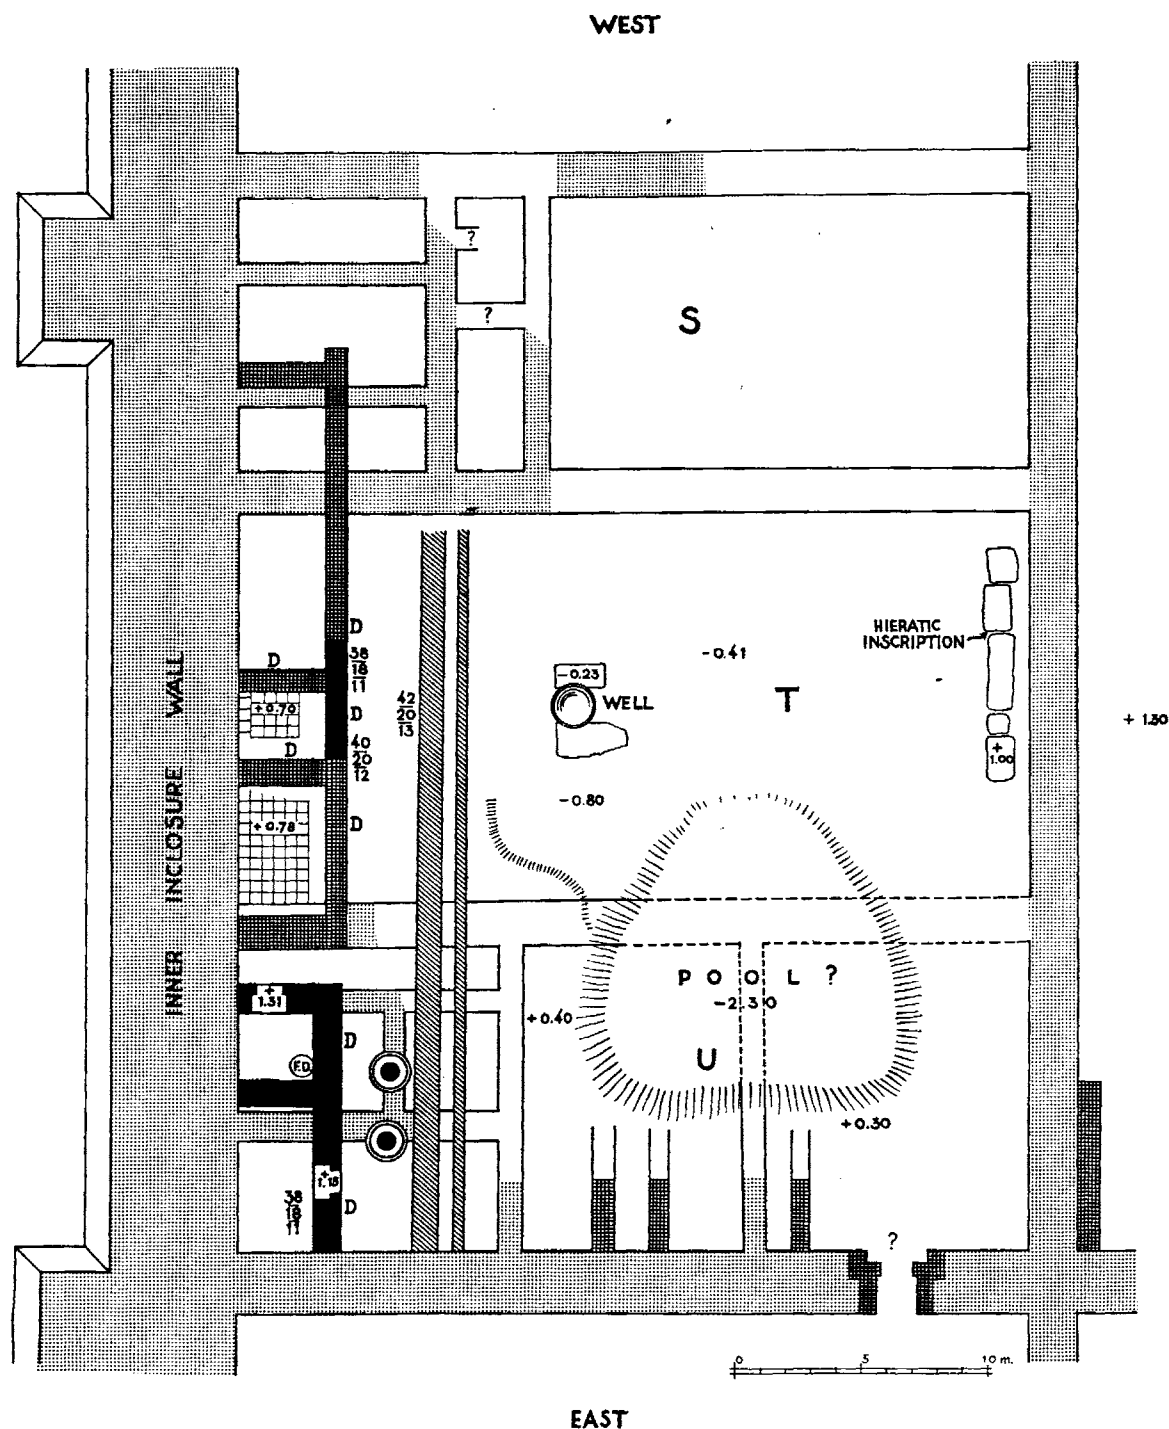 WEST
?
?
S
D
HIERATIC
INSCRIPTION
38
18
11
-0.41
D
-0.23
42
20
13
WELL
T
+0.70
D
+ 1.30
D
40
20
12
+
1.00
-0.80
D
+0.78
INNER INCLOSURE WALL
POOL ?
-2.30
+
1.31
+0.40
D
U
F.D.
+0.30
+
1.15
38
18
11
D
?
0 5 10 m.
EAST